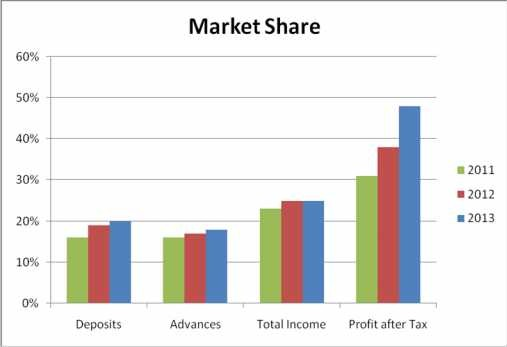 Market Share
60%
50%
40%
30%
20%
10%
0%
Deposits
Advances
Total Income
Profit after Tax
2011
2012
2013